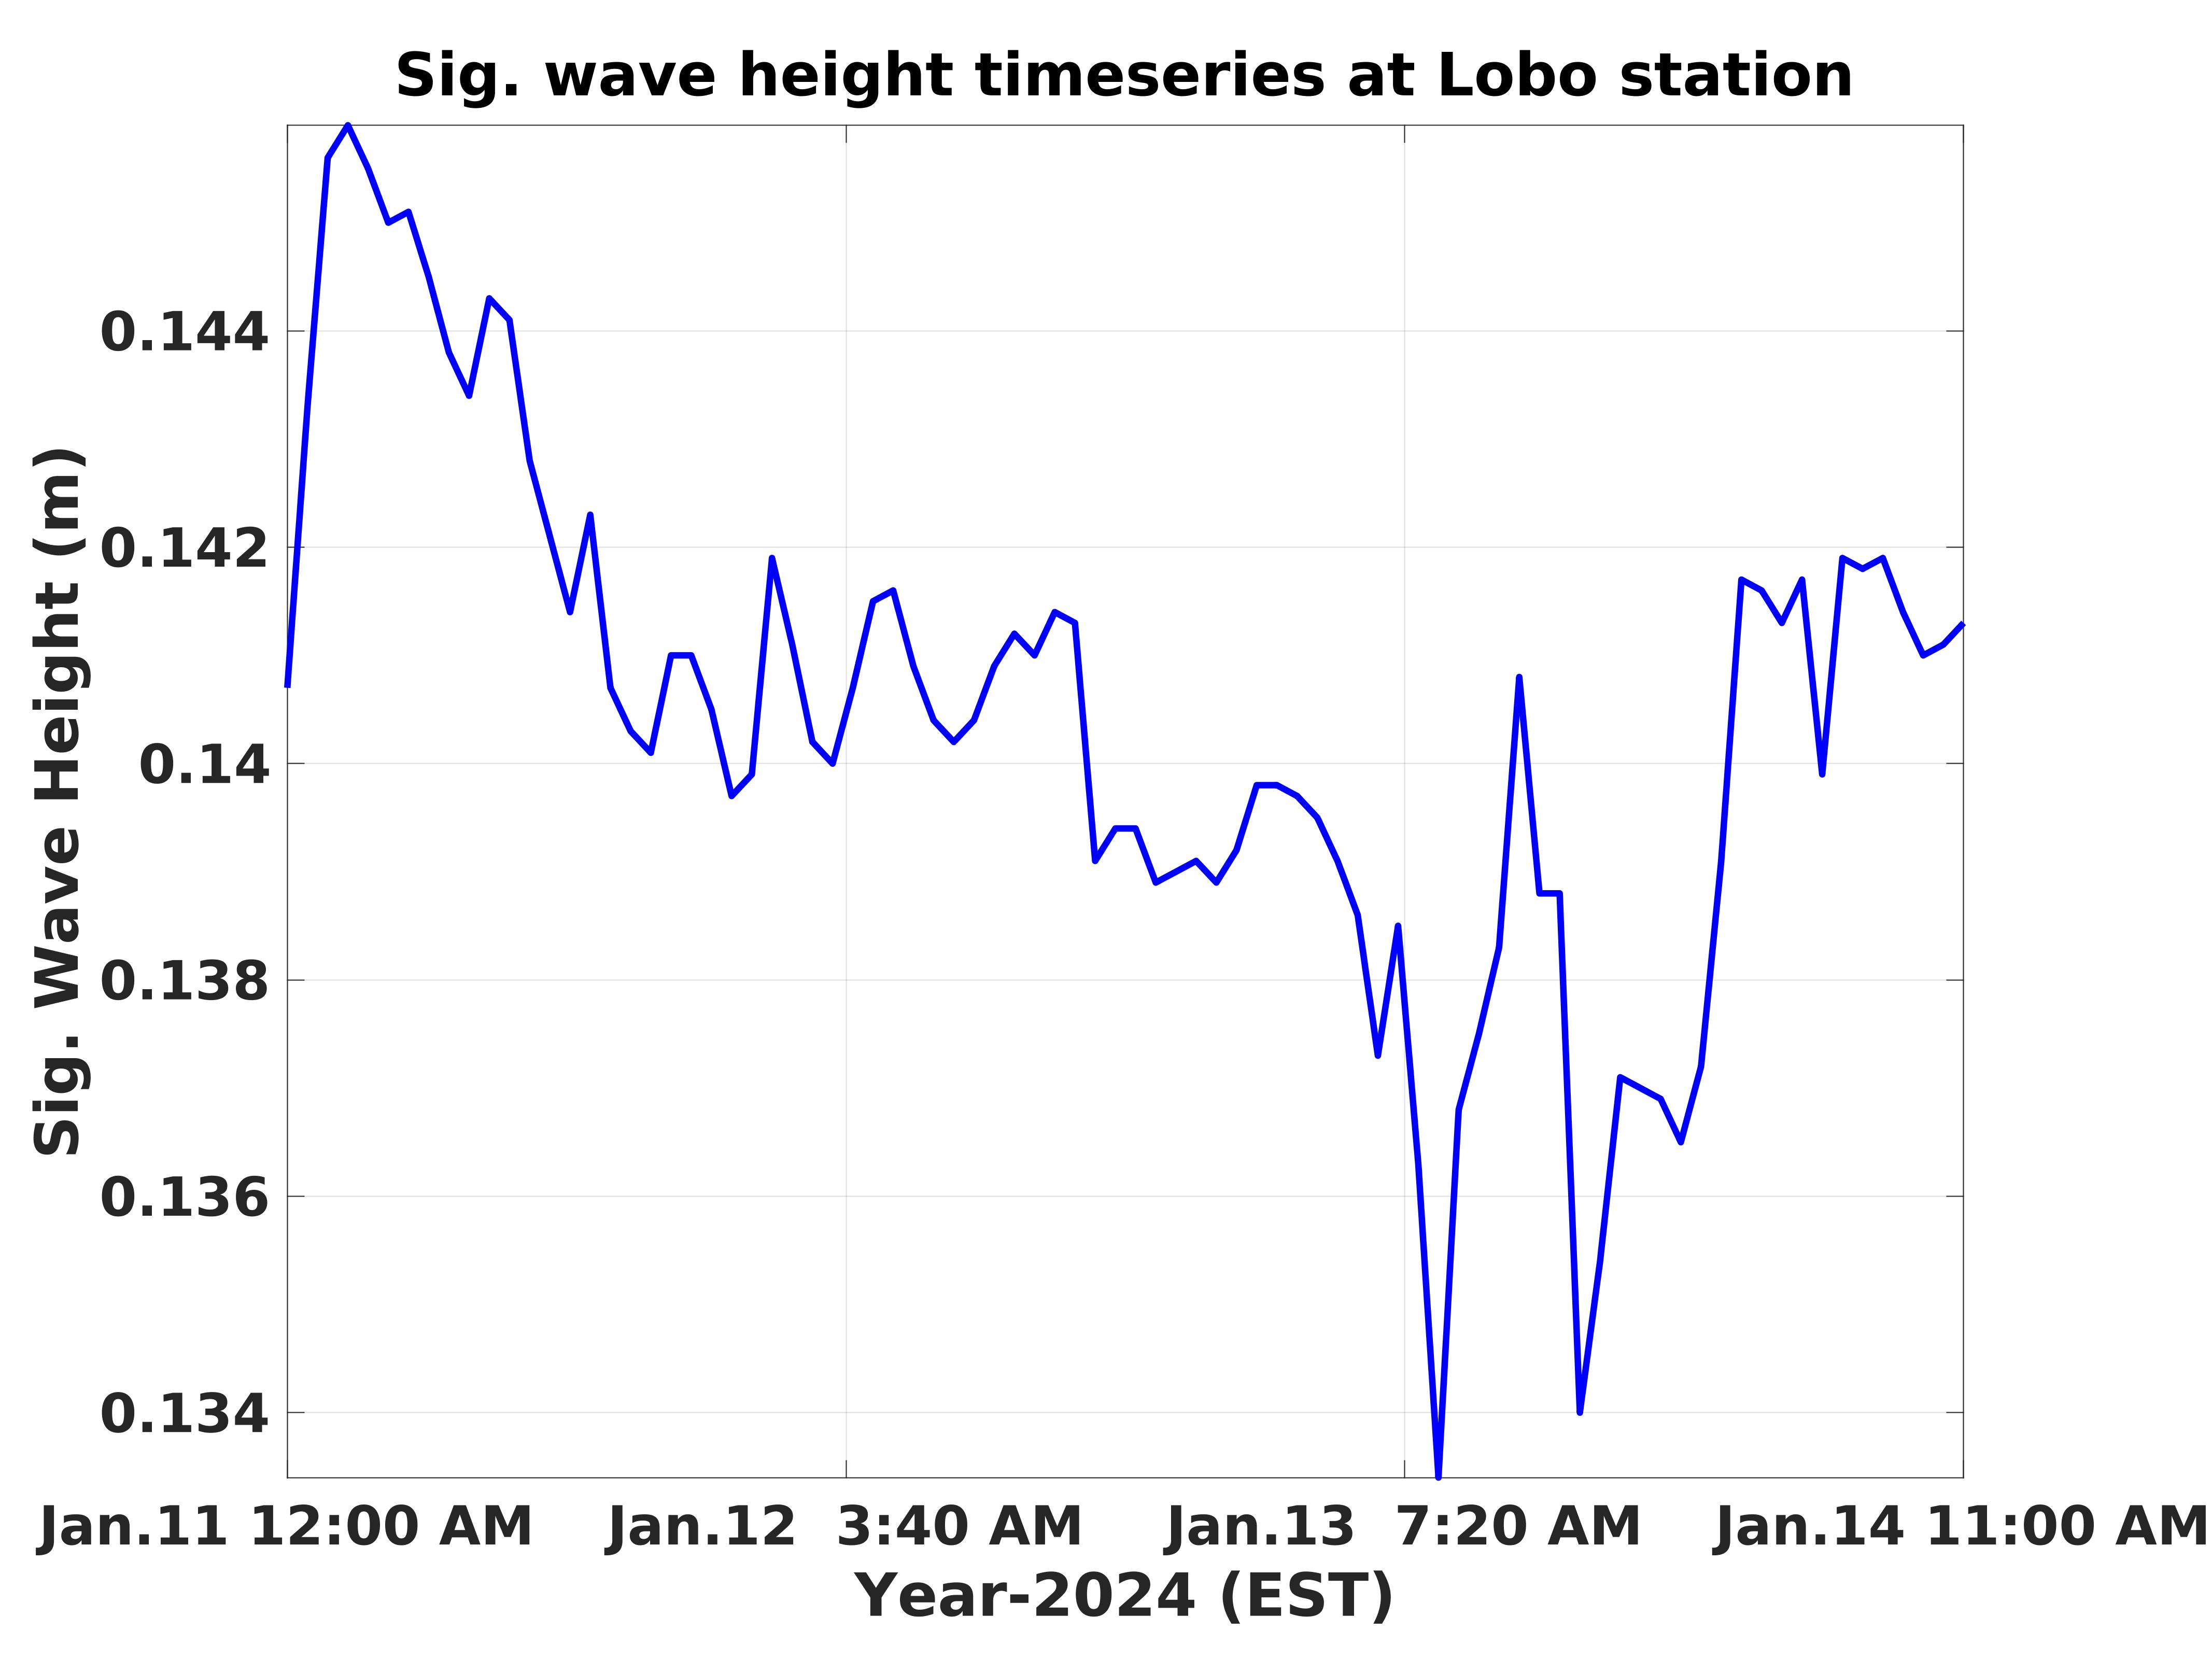 Sig. wave height timeseries at Lobo station
Sig. Wave Height (m)
0.144
0.142
0.14
0.138
0.136
0.134
Jan.11 12:00 AM
Jan.12 3:40 AM
Jan.13 7:20 AM
Jan.14 11:00 AM
Year-2024 (EST)